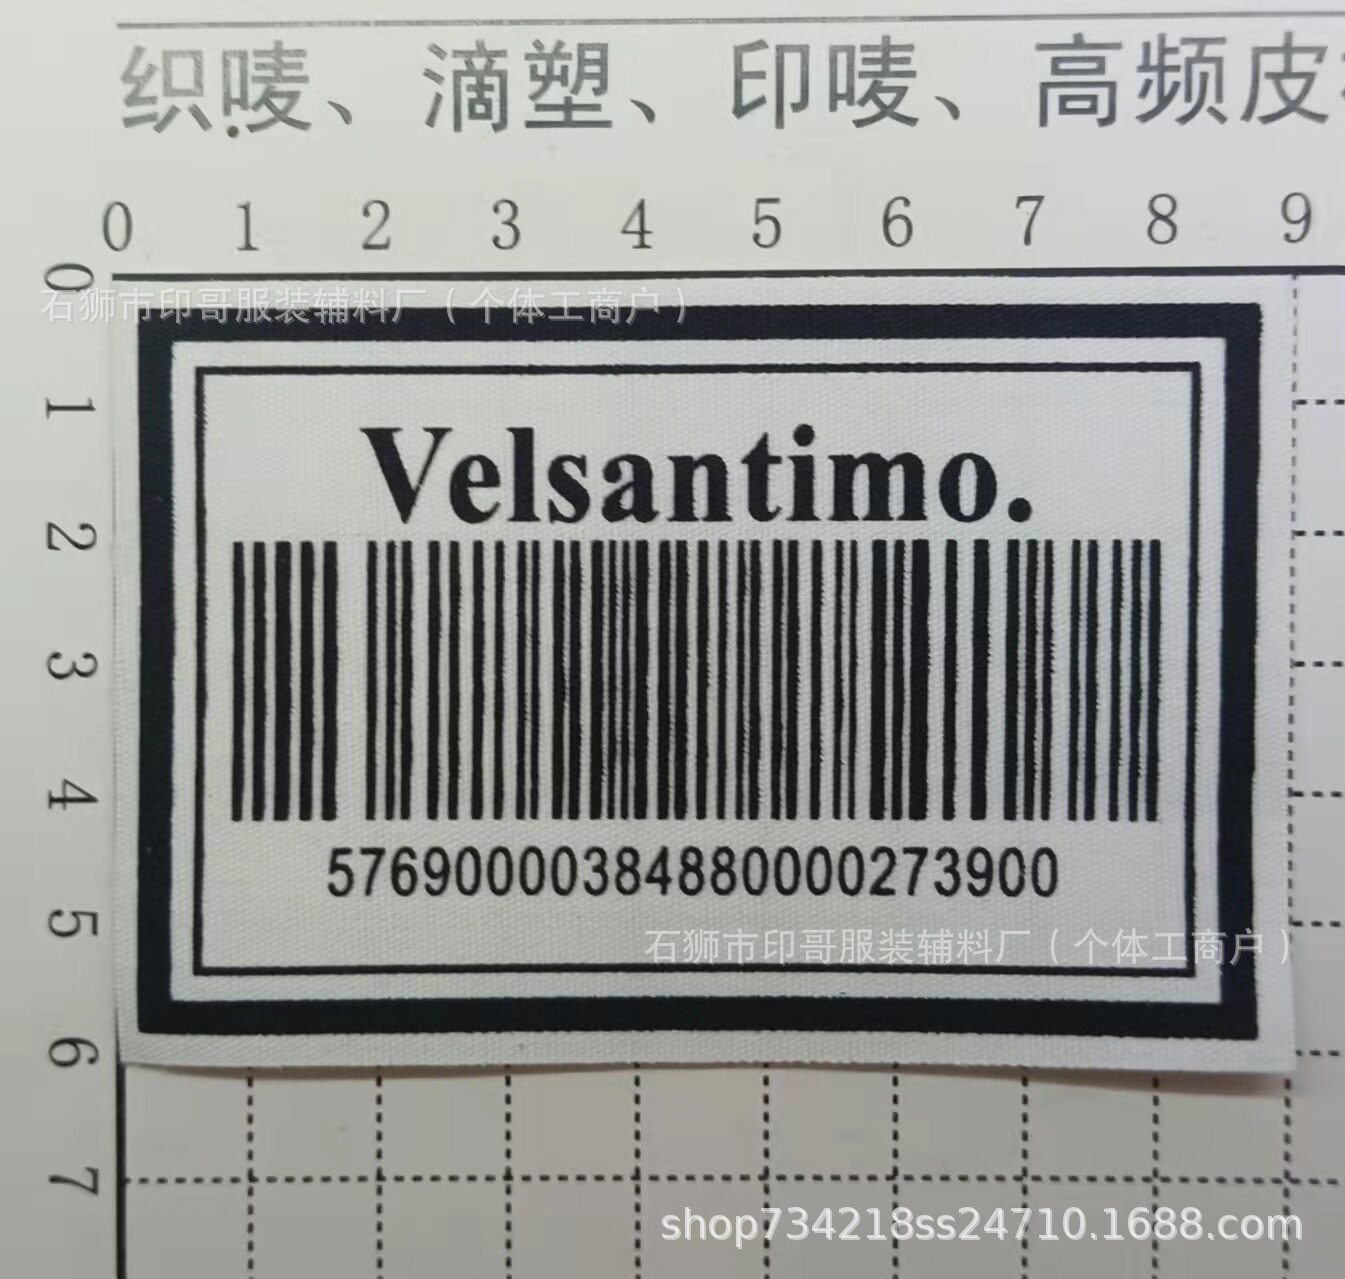 织唛、滴塑、印唛、高频皮
0 1 2 3 4 5 6 7 8 9
0
石狮市印哥服装辅料厂（个体工商户）
1
Velsantimo.
2
3
4
57690000384880000273900
5
石狮市印哥服装辅料厂（个体工商户）
6
7
shop734218ss24710.1688.com